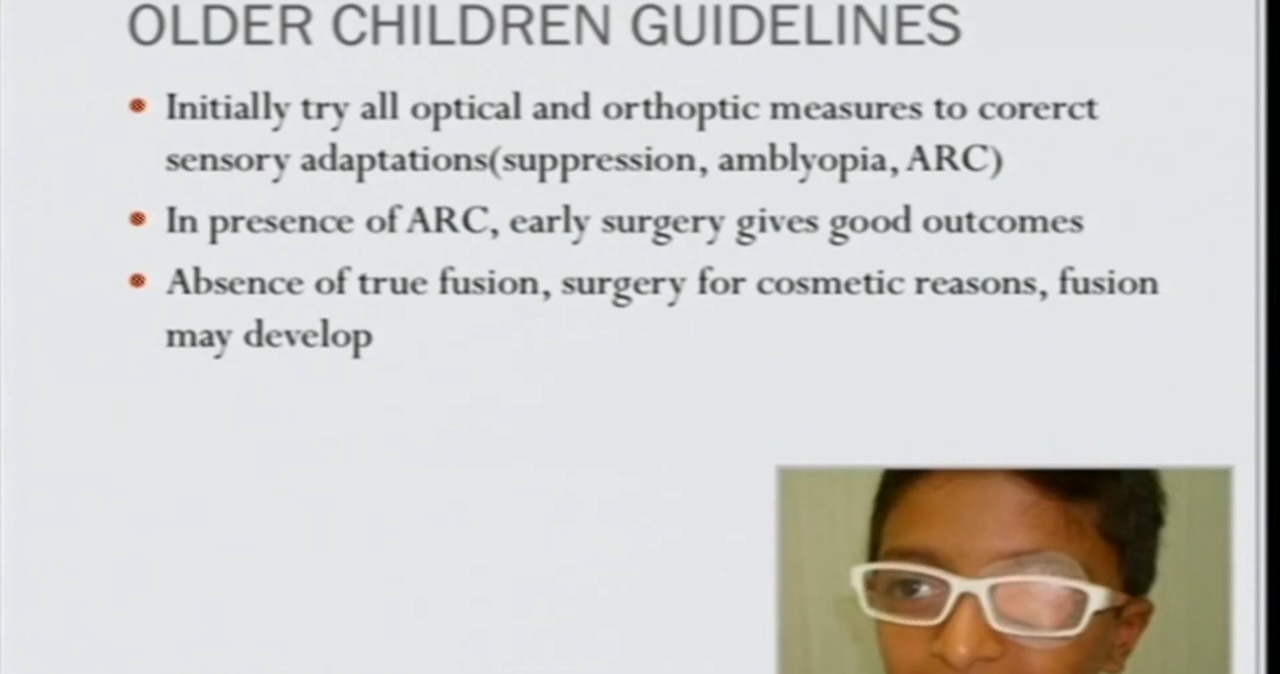 OLDER CHILDREN GUIDELINES
Initially try all optical and orthoptic measures to corerct
sensory adaptations(suppression, amblyopia, ARC)
In presence of ARC, early surgery gives good outcomes
Absence of true fusion, surgery for cosmetic reasons, fusion
may develop